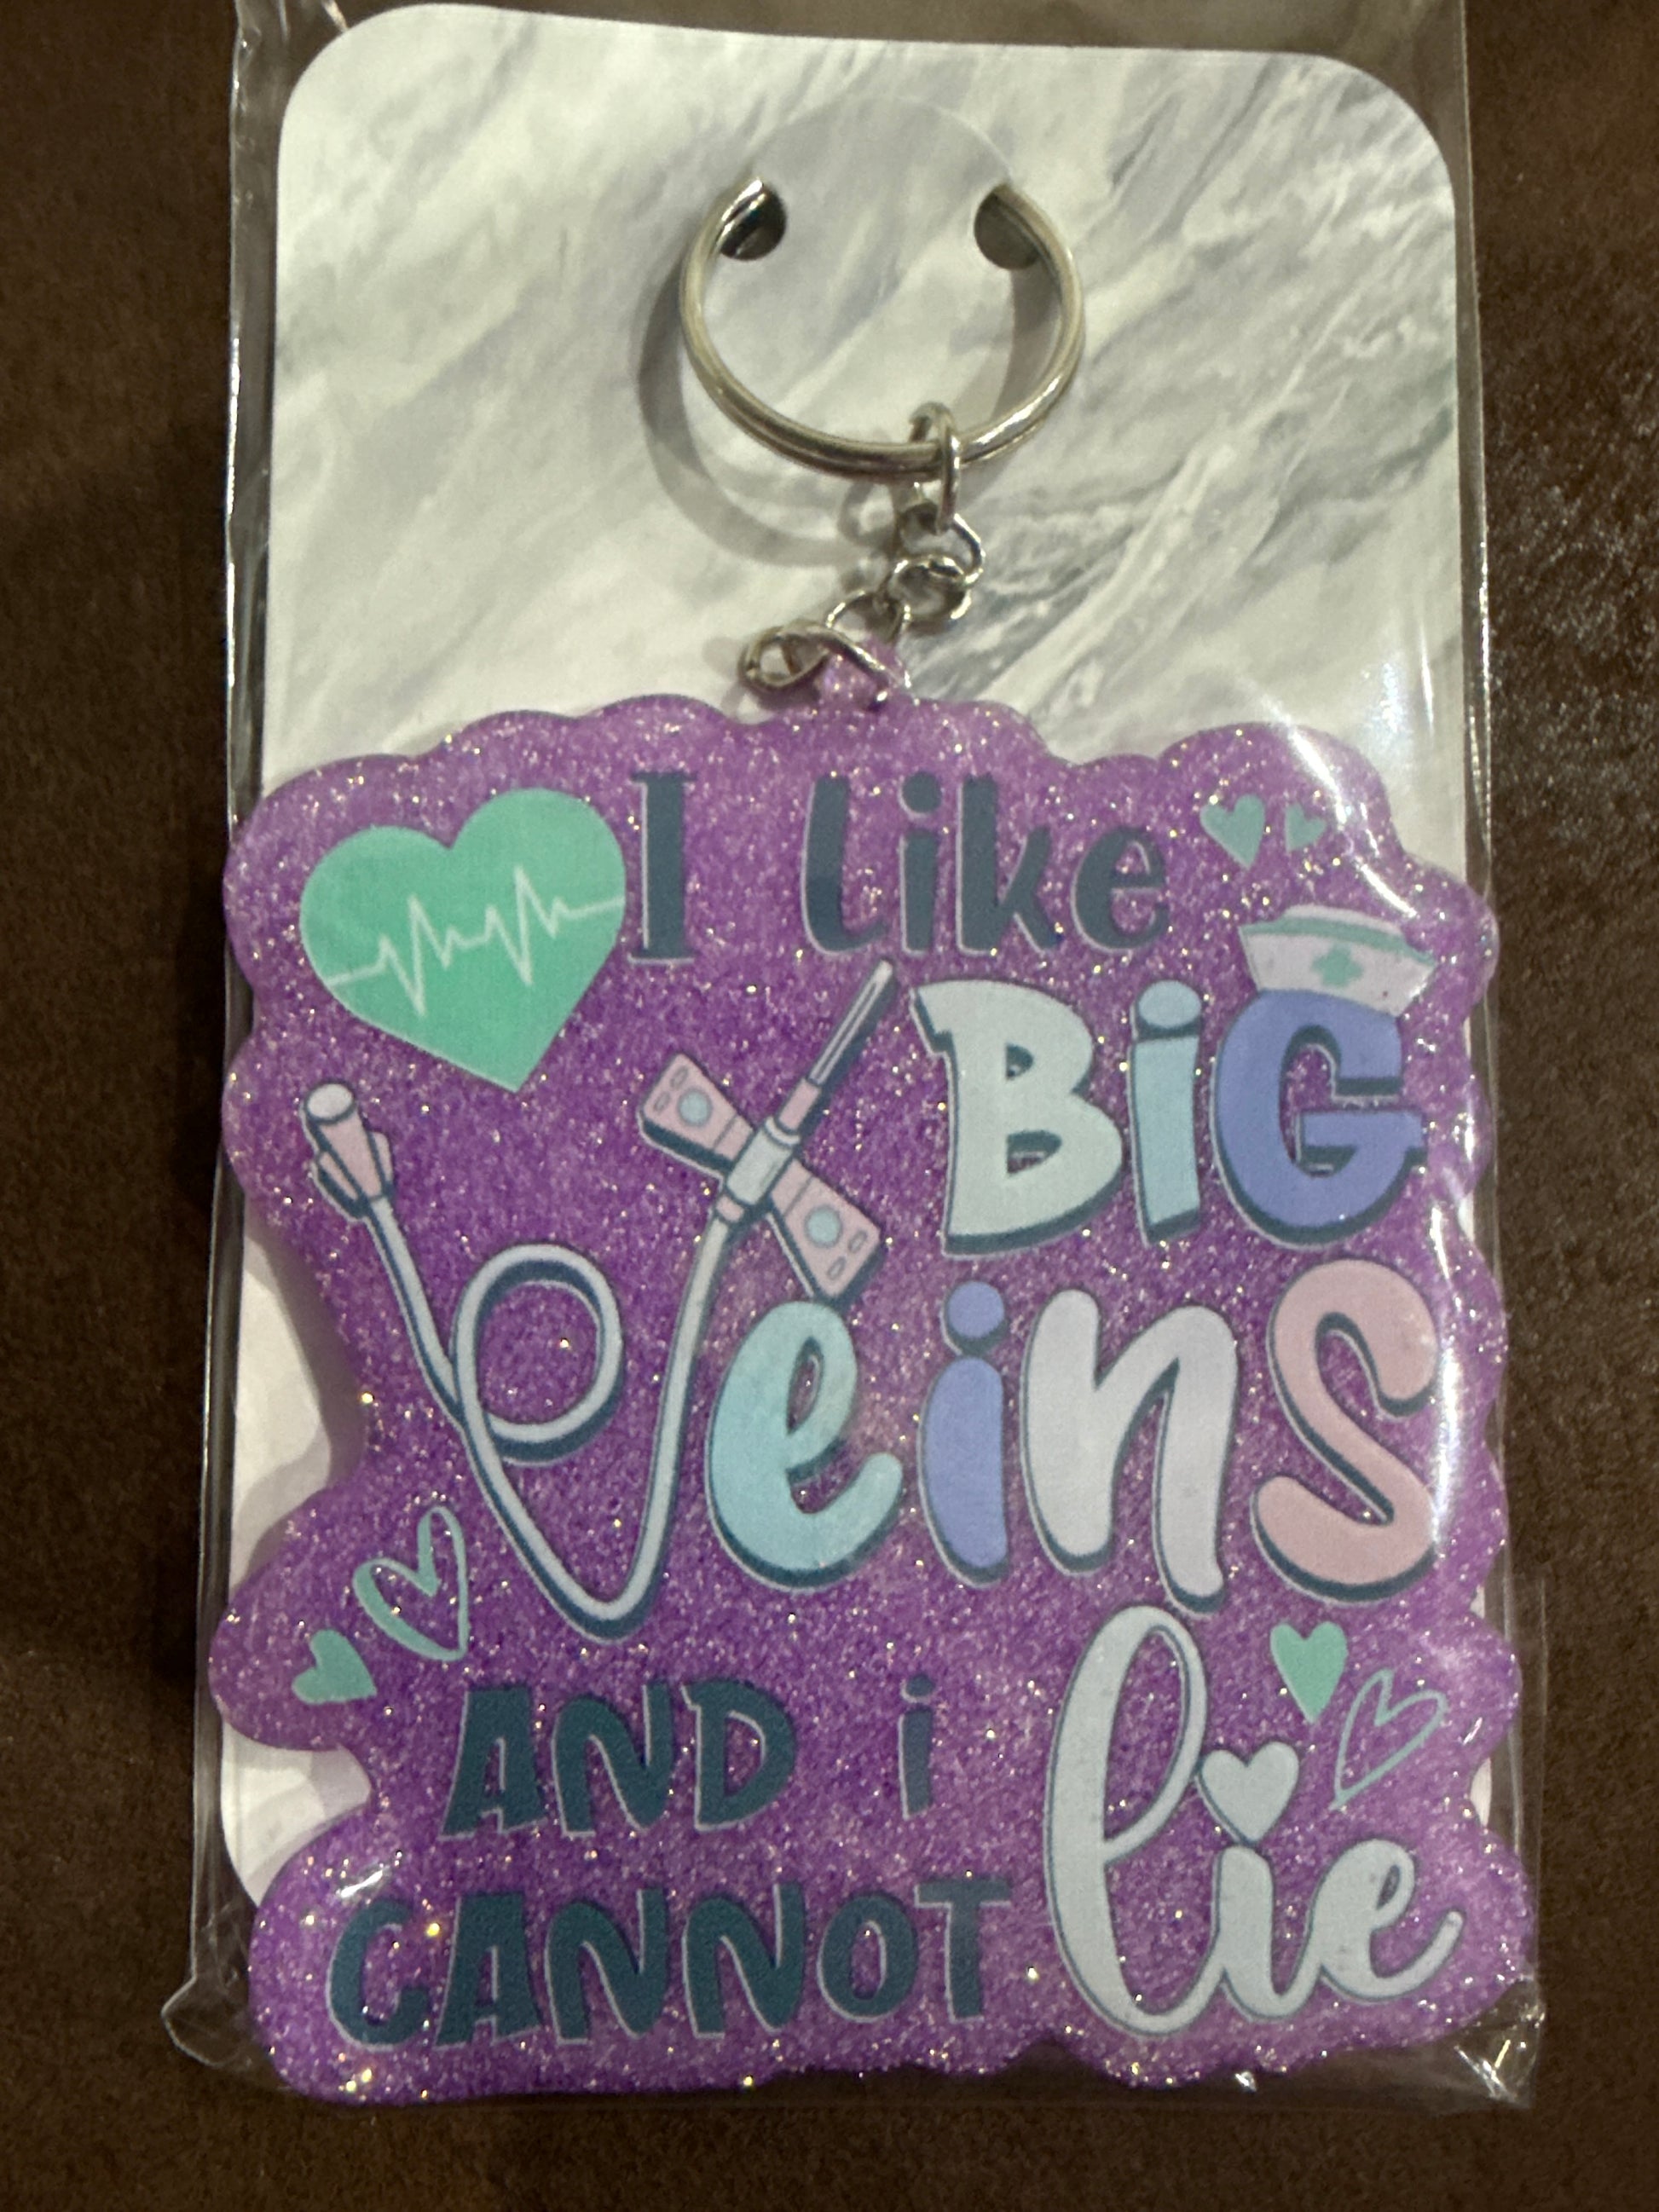 I like
BiG
Veins
AND i
CANNOT lie